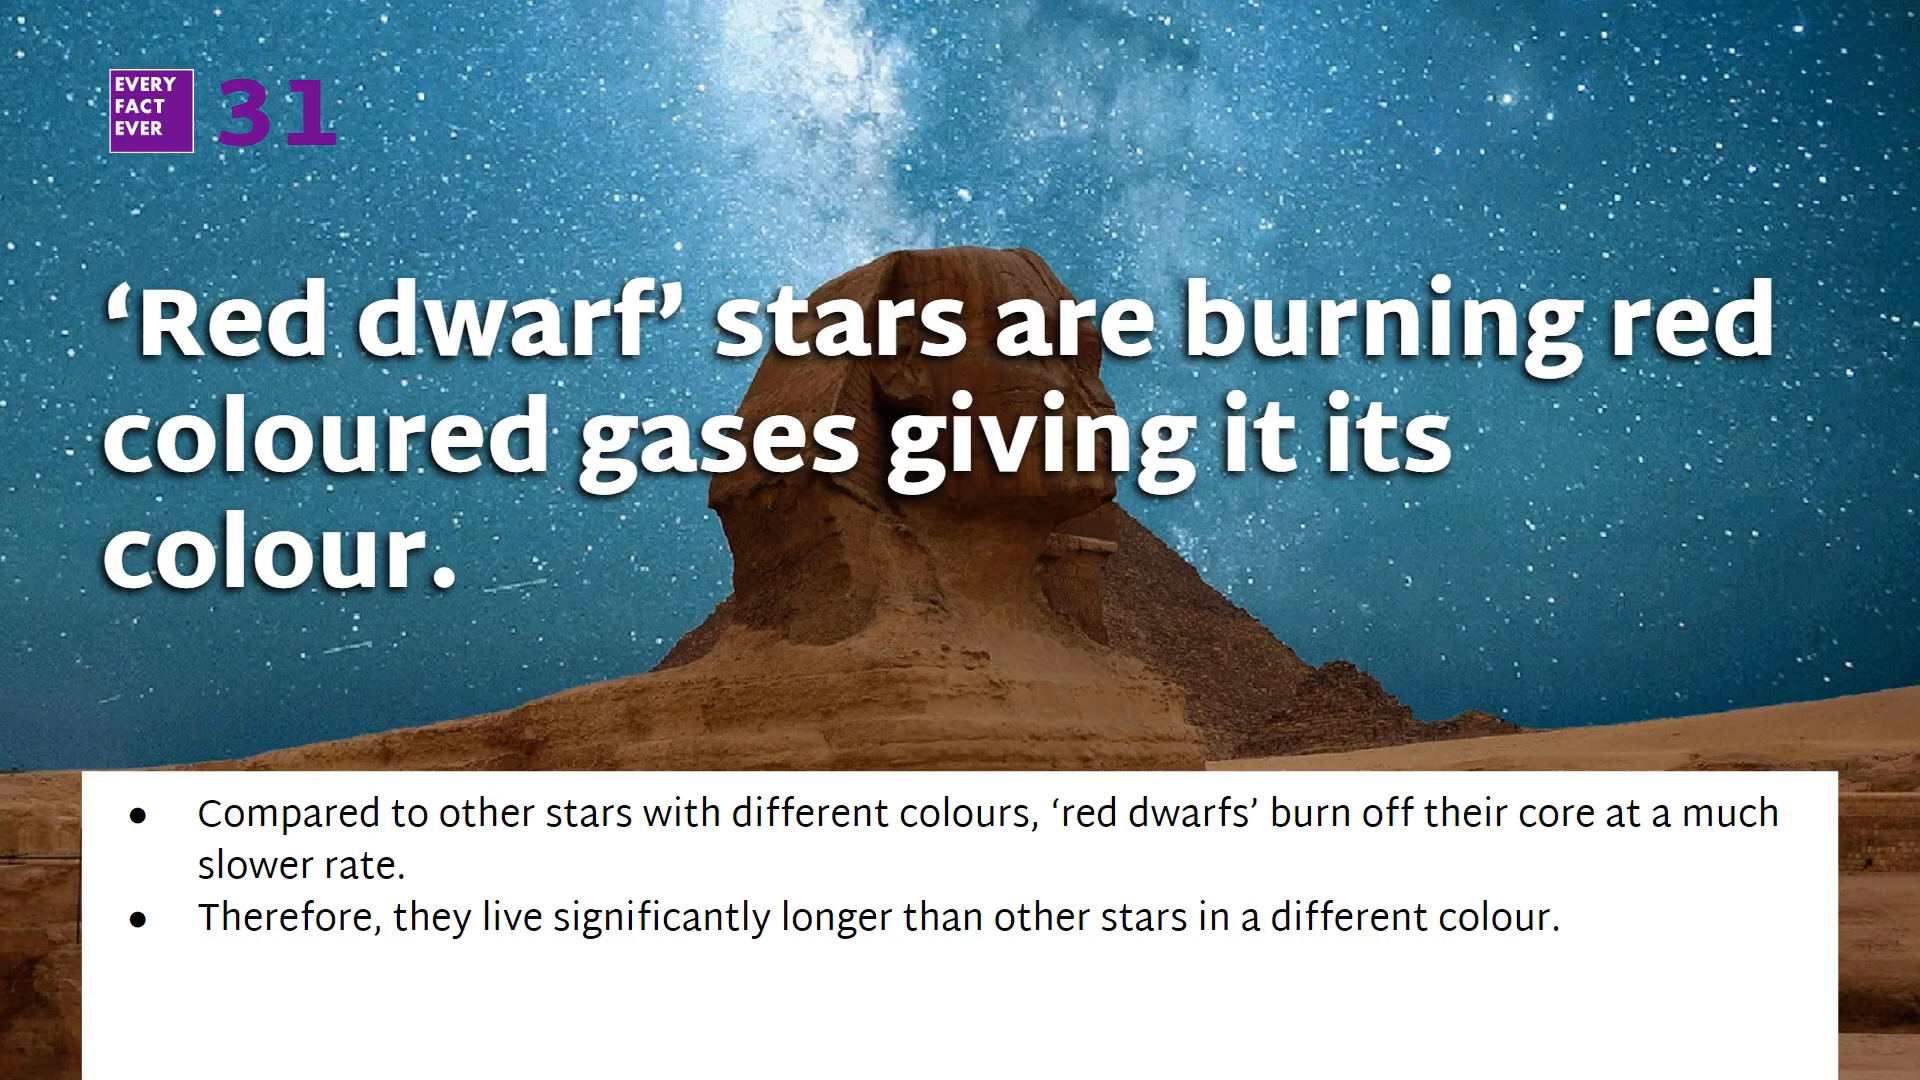 EVERY
FACT
EVER
31
‘Red dwarf’ stars are burning red
coloured gases giving it its
colour.
● Compared to other stars with different colours, ‘red dwarfs’ burn off their core at a much
slower rate.
● Therefore, they live significantly longer than other stars in a different colour.